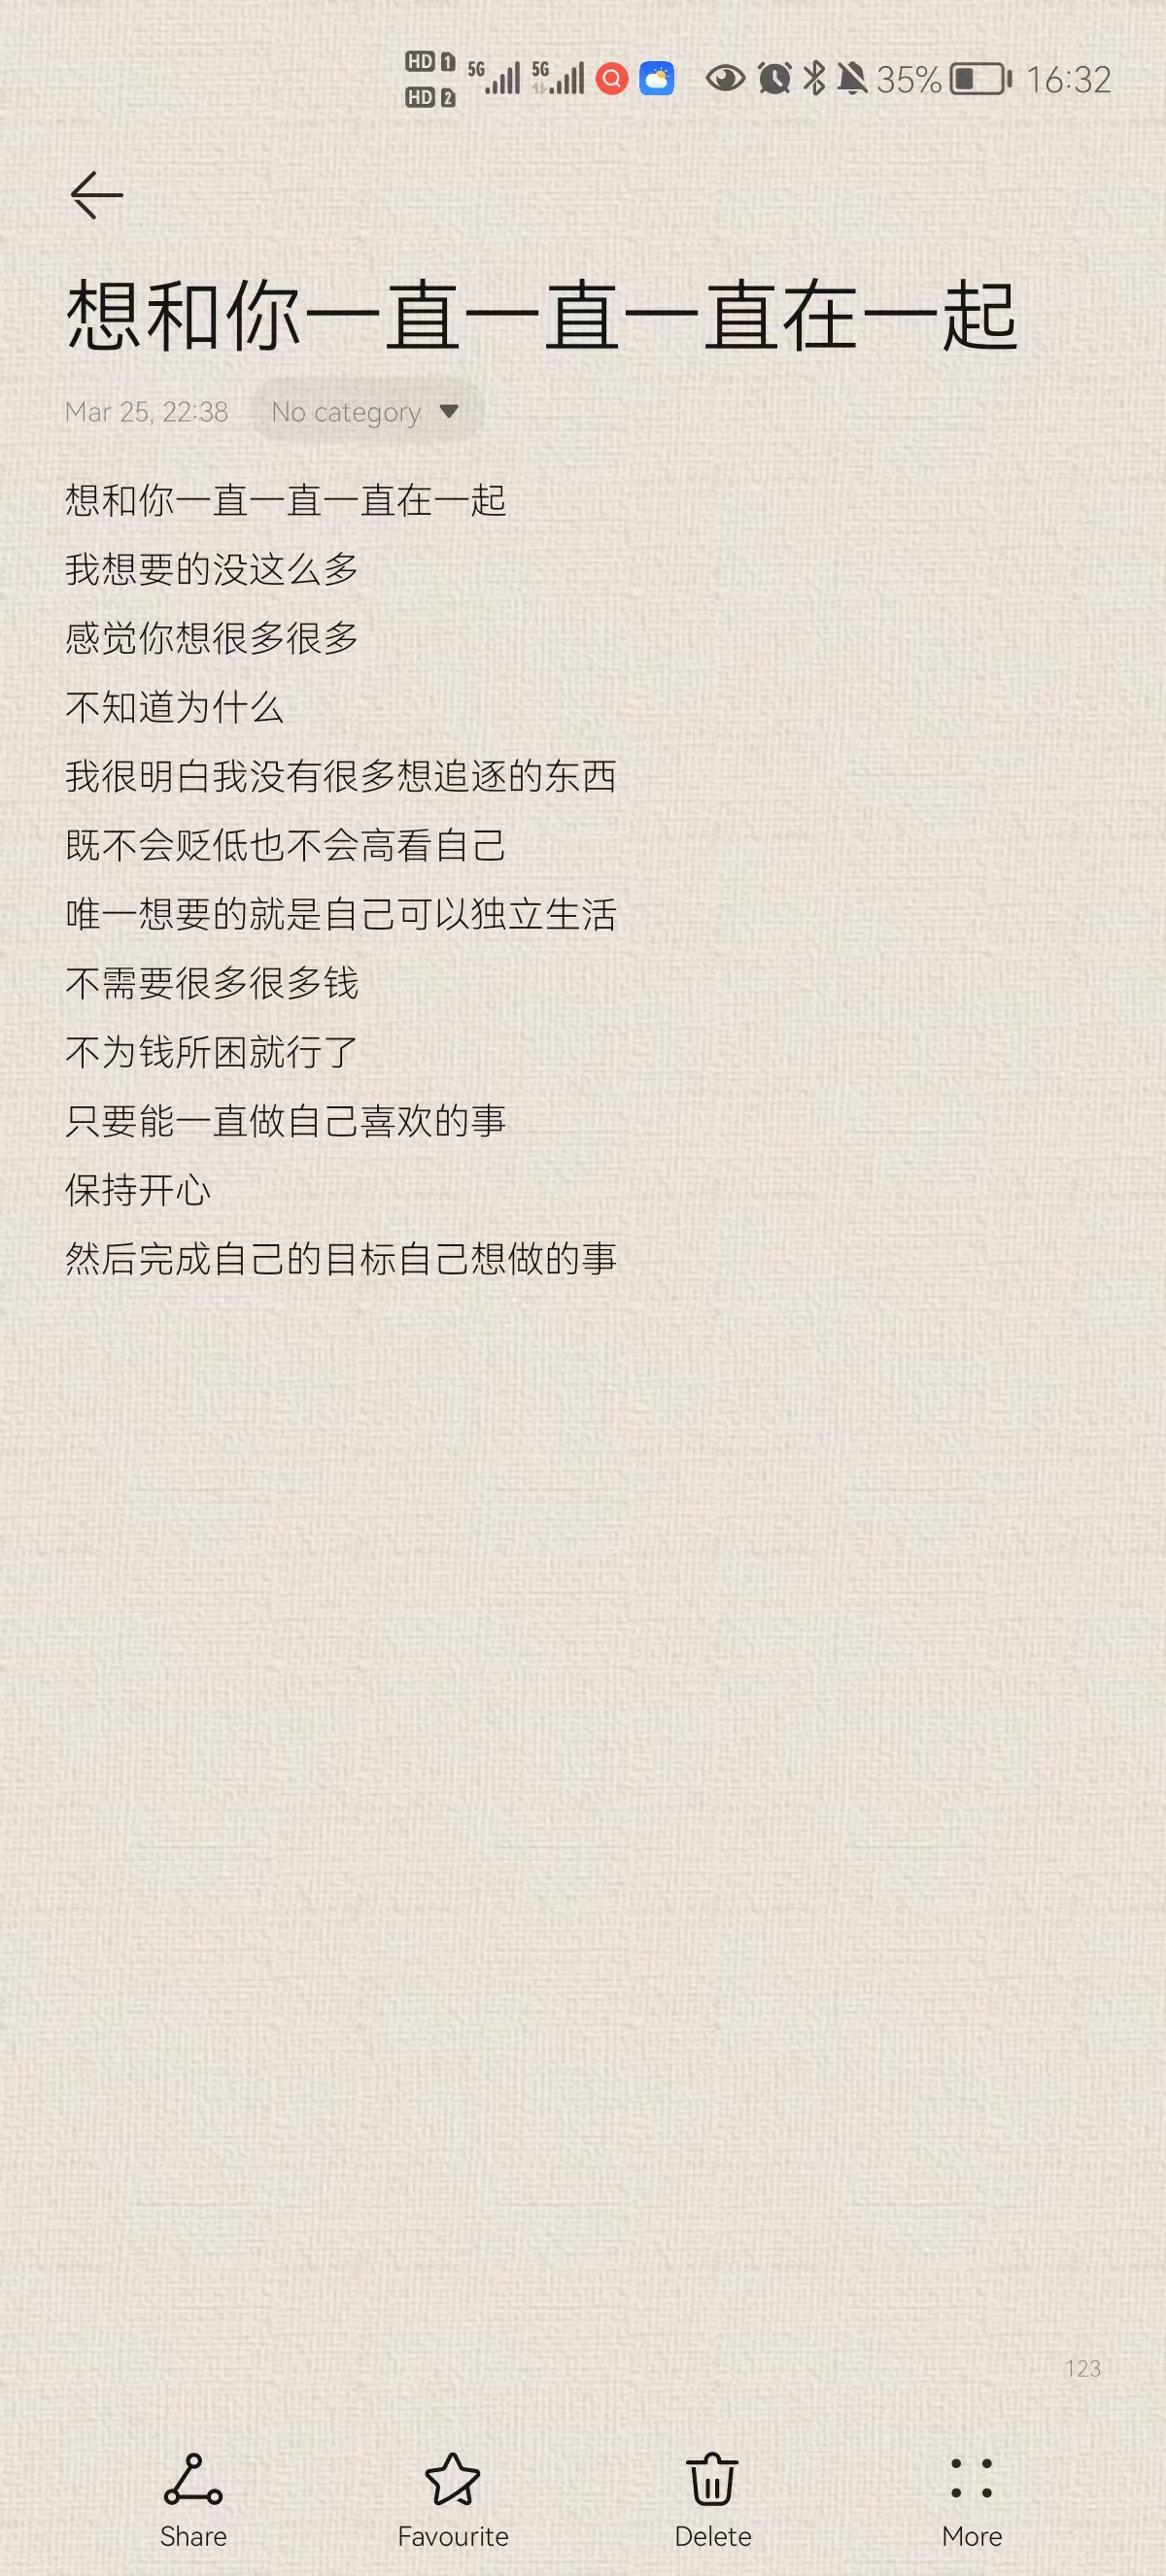 HD 1 5G 5G 35% 16:32
HD 2
想和你一直一直一直在一起
Mar 25, 22:38 No category
想和你一直一直一直在一起
我想要的没这么多
感觉你想很多很多
不知道为什么
我很明白我没有很多想追逐的东西
既不会贬低也不会高看自己
唯一想要的就是自己可以独立生活
不需要很多很多钱
不为钱所困就行了
只要能一直做自己喜欢的事
保持开心
然后完成自己的目标自己想做的事
123
Share Favourite Delete More